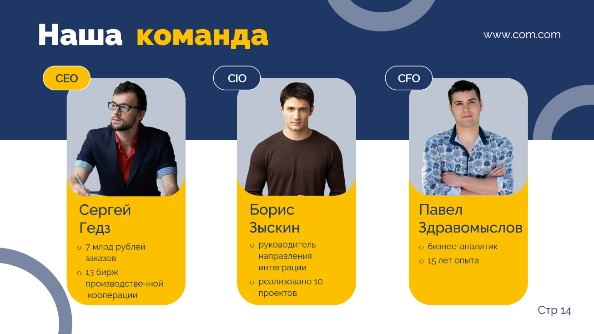 Наша команда
www.com.com
CEO
CIO
CFO
Сергей
Гедз
7 млрд рублей
заказов
13 бирж
производственной
кооперации
Борис
Зыскин
руководитель
направления
интеграции
реализовано 10
проектов
Павел
Здравомыслов
бизнес-аналитик
15 лет опыта
Стр 14